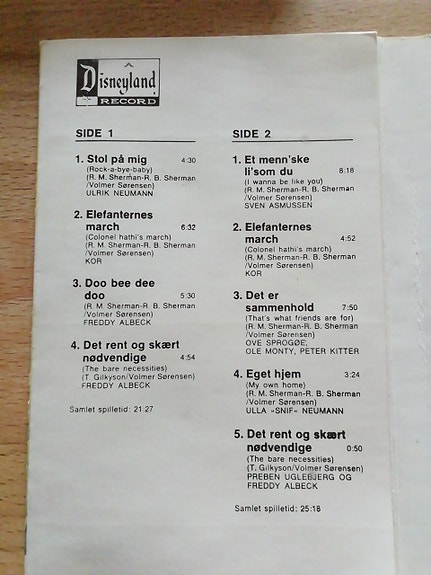 Disneyland
RECORD
SIDE 1
1. Stol på mig 4:30
(Rock-a-bye-baby)
(R. M. Sherman-R. B. Sherman
/Volmer Sørensen)
ULRIK NEUMANN
2. Elefanternes
march 6:32
(Colonel hathi's march)
(R. M. Sherman-R. B. Sherman
/Volmer Sørensen)
KOR
3. Doo bee dee
doo 5:30
(R. M. Sherman-R. B. Sherman
/Volmer Sørensen)
FREDDY ALBECK
4. Det rent og skært
nødvendige 4:54
(The bare necessities)
(T. Gilkyson/Volmer Sørensen)
FREDDY ALBECK
Samlet spilletid: 21:27
SIDE 2
1. Et menn'ske
li'som du 8:18
(I wanna be like you)
(R. M. Sherman-R. B. Sherman
/Volmer Sørensen)
SVEN ASMUSSEN
2. Elefanternes
march 4:52
(Colonel hathi's march)
(R. M. Sherman-R. B. Sherman
/Volmer Sørensen)
KOR
3. Det er
sammenhold 7:50
(That's what friends are for)
(R. M. Sherman-R. B. Sherman
/Volmer Sørensen)
OVE SPROGØE,
OLE MONTY, PETER KITTER
4. Eget hjem 3:24
(My own home)
(R. M. Sherman-R. B. Sherman
/Volmer Sørensen)
ULLA »SNIF« NEUMANN
5. Det rent og skært
nødvendige 0:50
(The bare necessities)
(T. Gilkyson/Volmer Sørensen)
PREBEN UGLEBJERG OG
FREDDY ALBECK
Samlet spilletid: 25:18